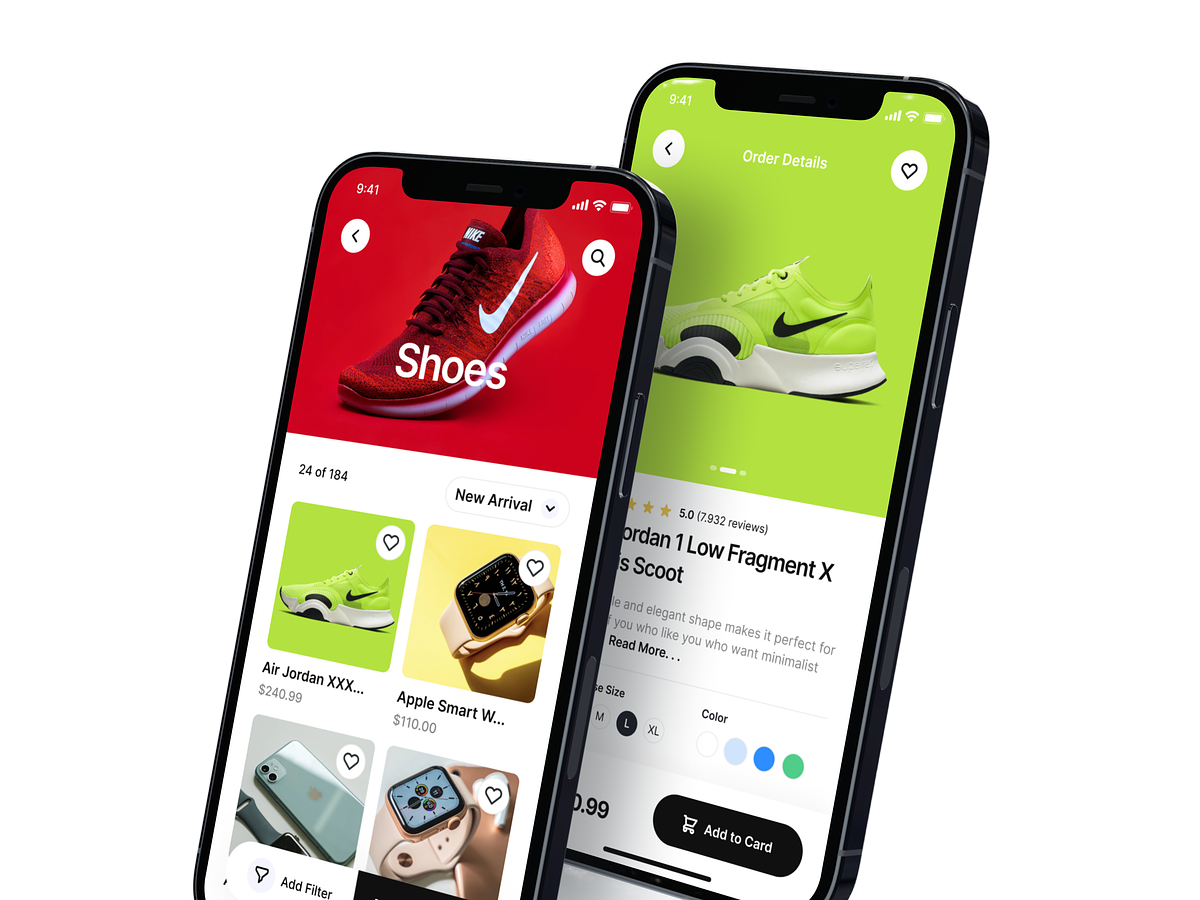 9:41
NIKE
Shoes
24 of 184
New Arrival
Air Jordan XXX...
$240.99
Apple Smart W...
$110.00
Add Filter
9:41
Order Details
5.0 (7,932 reviews)
ordan 1 Low Fragment X
is Scoot
le and elegant shape makes it perfect for
f you who like you who want minimalist
Read More. . .
se Size
Color
M
L
XL
0.99
Add to Card